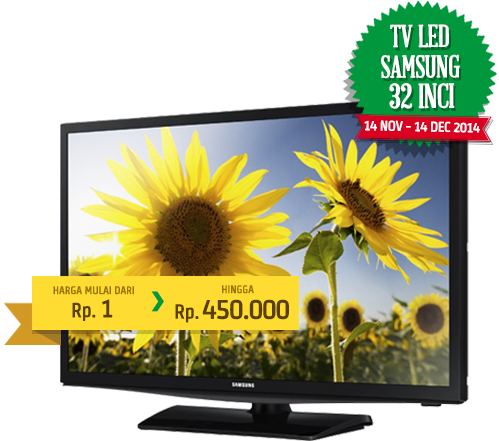 TV LED
SAMSUNG
32 INCI
14 NOV - 14 DEC 2014
HARGA MULAI DARI
Rp. 1
HINGGA
Rp. 450.000
SAMSUNG